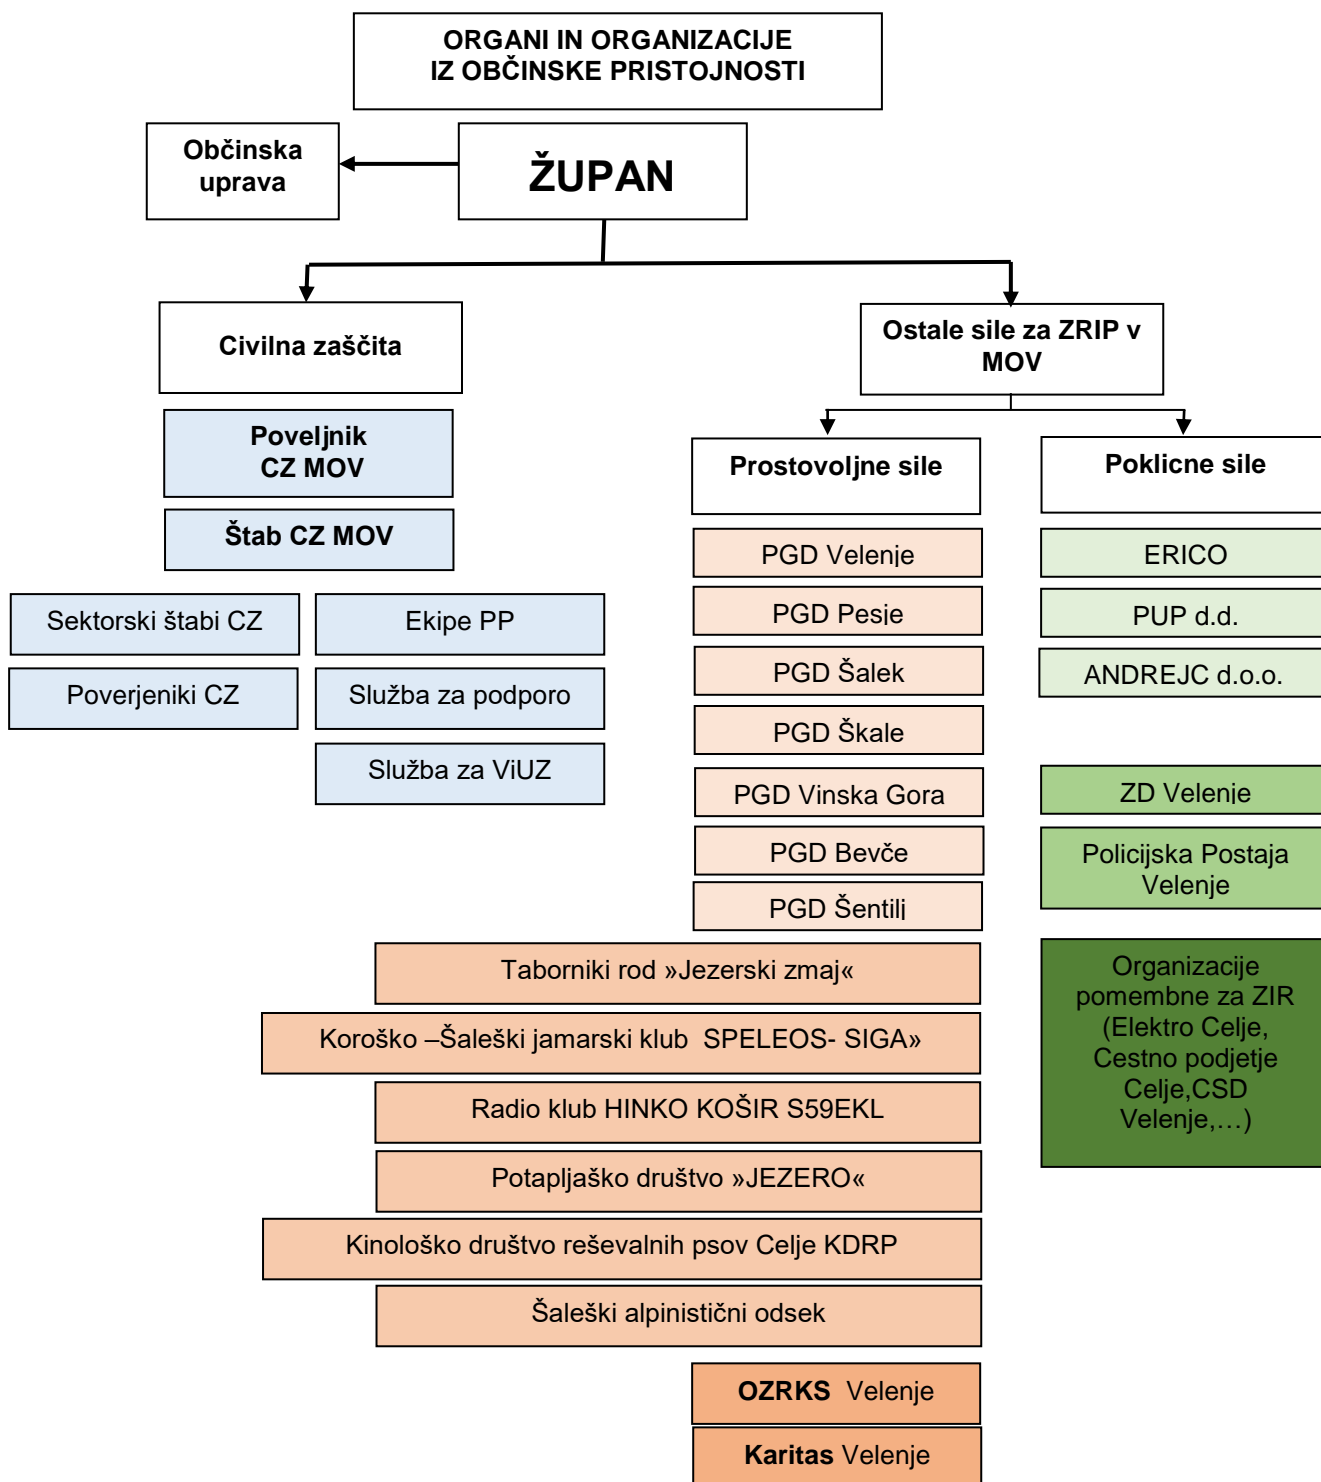 ORGANI IN ORGANIZACIJE
IZ OBČINSKE PRISTOJNOSTI
Občinska
uprava
ŽUPAN
Civilna zaščita
Ostale sile za ZRIP v
MOV
Poveljnik
CZ MOV
Štab CZ MOV
Sektorski štabi CZ
Ekipe PP
Poverjeniki CZ
Služba za podporo
Služba za ViUZ
Prostovoljne sile
Poklicne sile
PGD Velenje
PGD Pesje
PGD Šalek
PGD Škale
PGD Vinska Gora
PGD Bevče
PGD Šentilj
Taborniki rod »Jezerski zmaj«
Koroško –Šaleški jamarski klub  SPELEOS- SIGA»
Radio klub HINKO KOŠIR S59EKL
Potapljaško društvo »JEZERO«
Kinološko društvo reševalnih psov Celje KDRP
Šaleški alpinistični odsek
OZRKS  Velenje
Karitas Velenje
ERICO
PUP d.d.
ANDREJC d.o.o.
ZD Velenje
Policijska Postaja
Velenje
Organizacije
pomembne za ZIR
(Elektro Celje,
Cestno podjetje
Celje,CSD
Velenje,…)